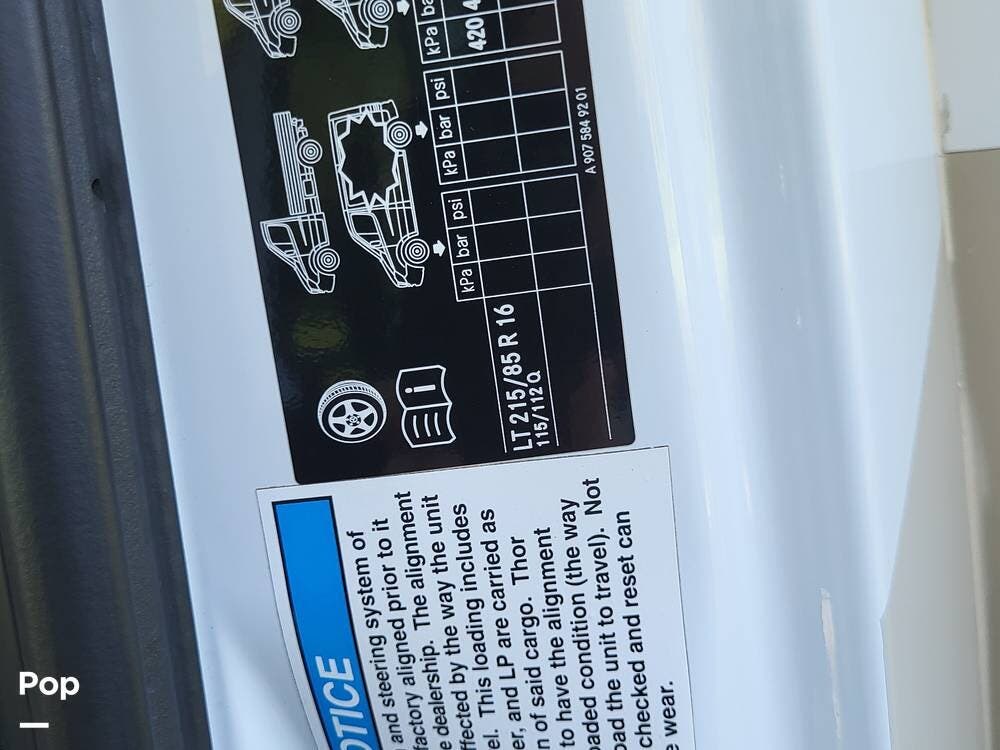 kPa ba
420 4
kPa bar psi
kPa bar psi
LT 215/85 R 16
115/112 Q
A 907 584 92 01
OTICE
and steering system of
factory aligned prior to it
e dealership. The alignment
ffected by the way the unit
el. This loading includes
er, and LP are carried as
n of said cargo. Thor
to have the alignment
oaded condition (the way
oad the unit to travel). Not
checked and reset can
e wear.
Pop